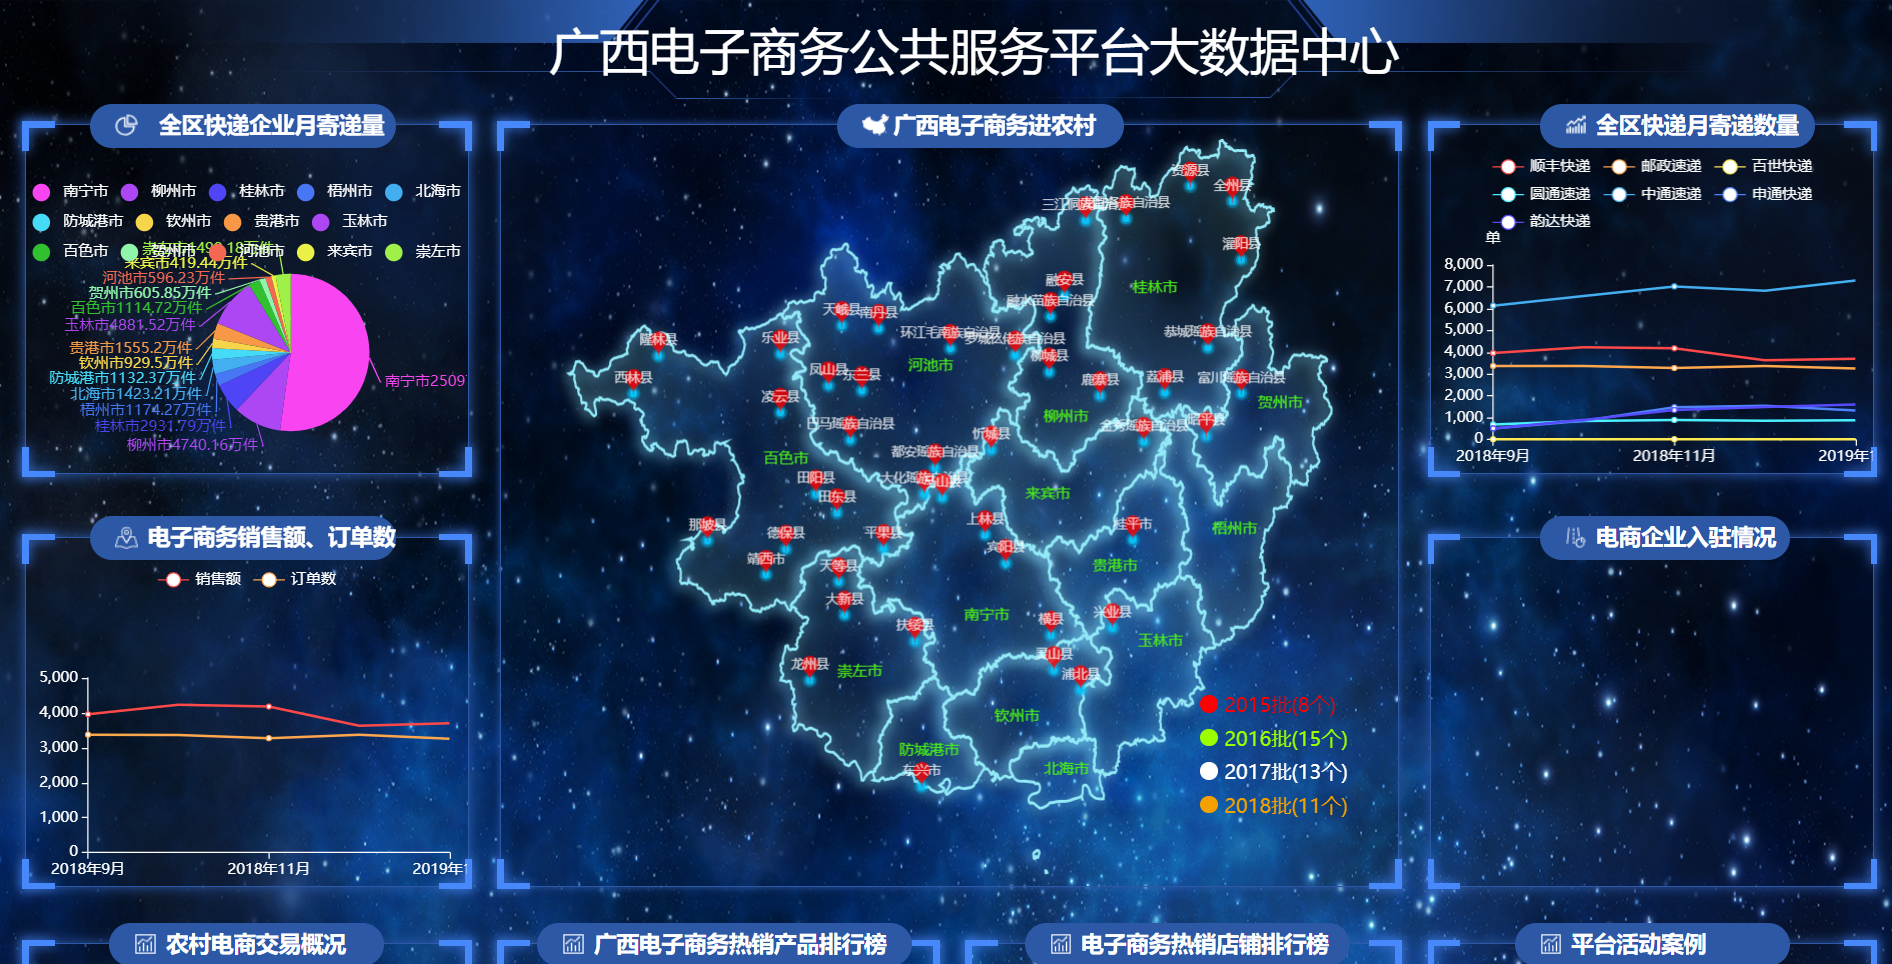 广西电子商务公共服务平台大数据中心
全区快递企业月寄递量
南宁市 柳州市 桂林市 梧州市 北海市
防城港市 钦州市 贵港市 玉林市
百色市 贺州市 河池市 来宾市 崇左市
崇左市1499.18万件
来宾市419.44万件
河池市596.23万件
贺州市605.85万件
百色市1114.72万件
玉林市4881.52万件
贵港市1555.2万件
钦州市929.5万件
防城港市1132.37万件
北海市1423.21万件
梧州市1174.27万件
桂林市2931.79万件
柳州市4740.16万件
南宁市2509
电子商务销售额、订单数
销售额 订单数
5,000
4,000
3,000
2,000
1,000
0
2018年9月 2018年11月 2019年1
广西电子商务进农村
资源县
全州县
灌阳县
融安县
桂林市
融水苗族自治县
天峨县
南丹县
环江毛南族自治县
恭城瑶族自治县
乐业县
隆林县
柳城县
河池市
凤山县
东兰县
西林县
鹿寨县
荔浦县
富川瑶族自治县
凌云县
贺州市
柳州市
昭平县
巴马瑶族自治县
金秀瑶族自治县
忻城县
都安瑶族自治县
百色市
田阳县
马山县
田东县
来宾市
上林县
桂平市
梧州市
那坡县
德保县
平果县
宾阳县
靖西市
天等县
贵港市
大新县
南宁市
横县
兴业县
扶绥县
玉林市
灵山县
龙州县
崇左市
浦北县
钦州市
防城港市
东兴市
北海市
2015批(8个)
2016批(15个)
2017批(13个)
2018批(11个)
全区快递月寄递数量
顺丰快递 邮政速递 百世快递
圆通速递 中通速递 申通快递
韵达快递
单
8,000
7,000
6,000
5,000
4,000
3,000
2,000
1,000
0
2018年9月 2018年11月 2019年1
电商企业入驻情况
农村电商交易概况
广西电子商务热销产品排行榜
电子商务热销店铺排行榜
平台活动案例